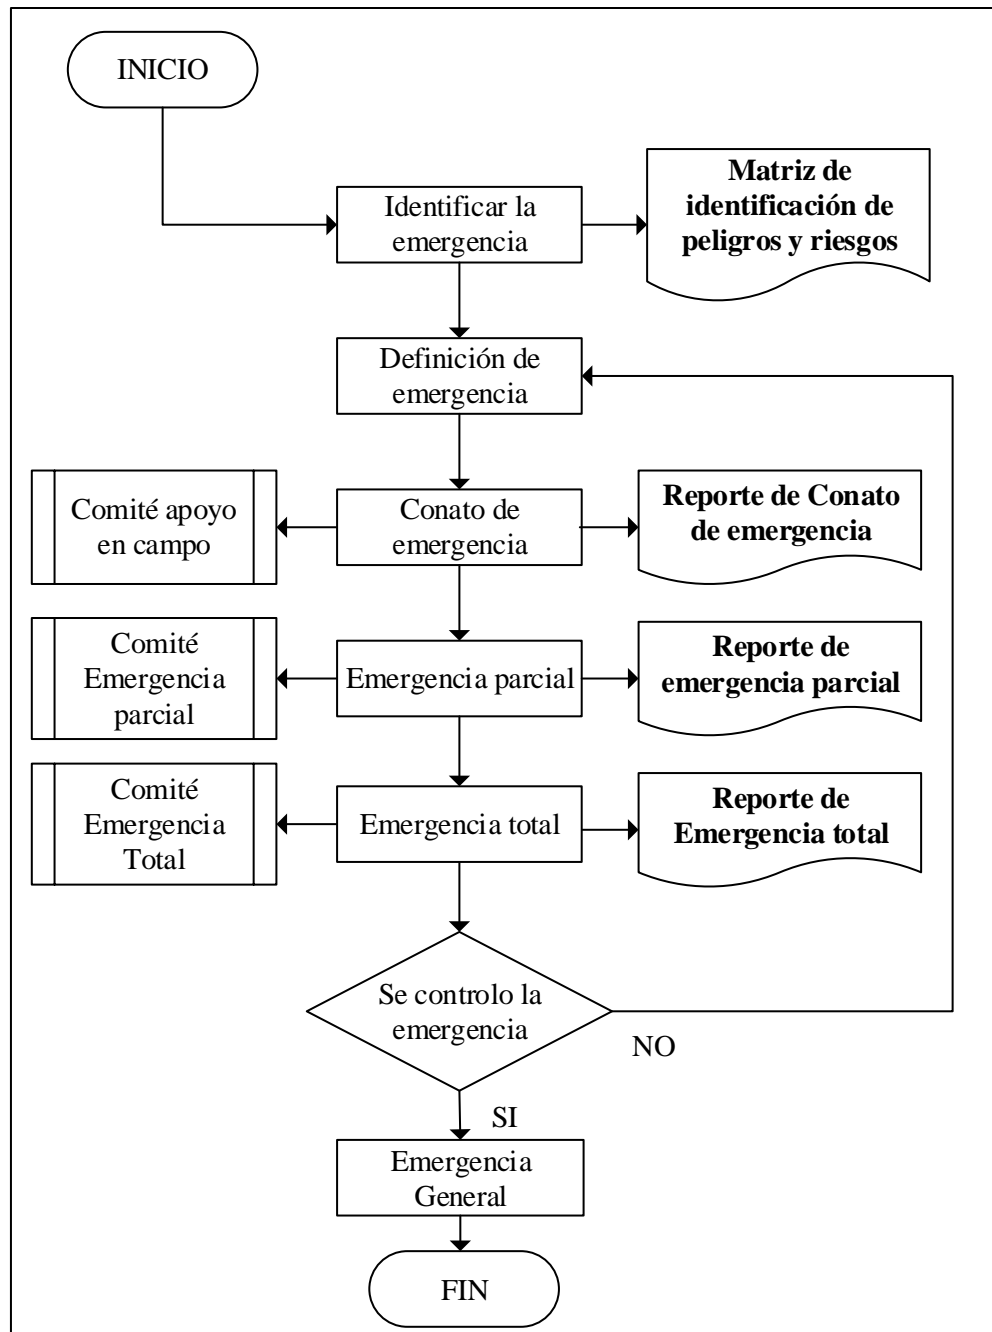 INICIO
Identificar la
emergencia
Matriz de
identificación de
peligros y riesgos
Definición de
emergencia
Comité apoyo
en campo
Conato de
emergencia
Reporte de Conato
de emergencia
Comité
Emergencia
parcial
Emergencia parcial
Reporte de
emergencia parcial
Comité
Emergencia
Total
Emergencia total
Reporte de
Emergencia total
Se controlo la
emergencia
NO
SI
Emergencia
General
FIN